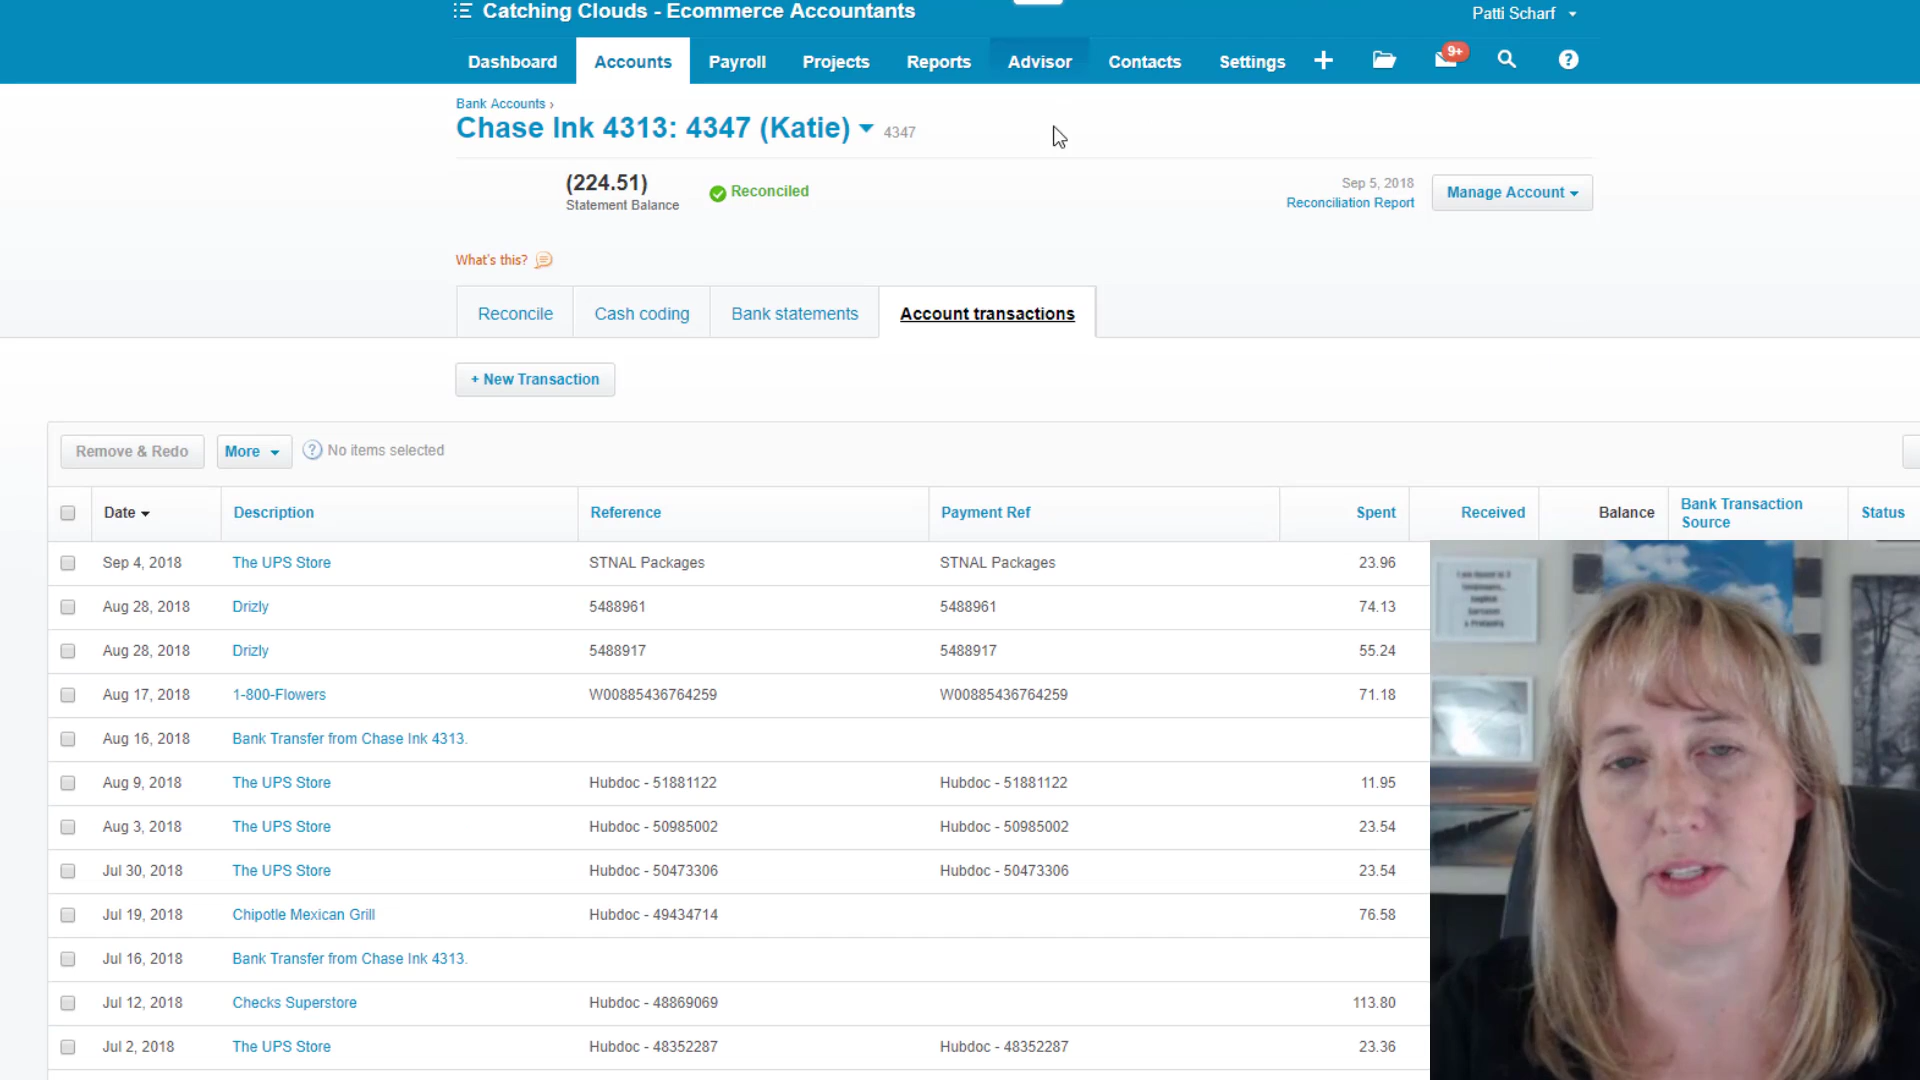 Catching Clouds - Ecommerce Accountants
Patti Scharf
Dashboard Accounts Payroll Projects Reports Advisor Contacts Settings 9+
Bank Accounts ›
Chase Ink 4313: 4347 (Katie) 4347
(224.51)
Statement Balance
Reconciled
Sep 5, 2018
Reconciliation Report
Manage Account
What's this?
Reconcile Cash coding Bank statements Account transactions
+ New Transaction
Remove & Redo More ? No items selected
Date Description Reference Payment Ref Spent Received Balance Bank Transaction Source Status
Sep 4, 2018 The UPS Store STNAL Packages STNAL Packages 23.96
Aug 28, 2018 Drizly 5488961 5488961 74.13
Aug 28, 2018 Drizly 5488917 5488917 55.24
Aug 17, 2018 1-800-Flowers W00885436764259 W00885436764259 71.18
Aug 16, 2018 Bank Transfer from Chase Ink 4313.
Aug 9, 2018 The UPS Store Hubdoc - 51881122 Hubdoc - 51881122 11.95
Aug 3, 2018 The UPS Store Hubdoc - 50985002 Hubdoc - 50985002 23.54
Jul 30, 2018 The UPS Store Hubdoc - 50473306 Hubdoc - 50473306 23.54
Jul 19, 2018 Chipotle Mexican Grill Hubdoc - 49434714 76.58
Jul 16, 2018 Bank Transfer from Chase Ink 4313.
Jul 12, 2018 Checks Superstore Hubdoc - 48869069 113.80
Jul 2, 2018 The UPS Store Hubdoc - 48352287 Hubdoc - 48352287 23.36